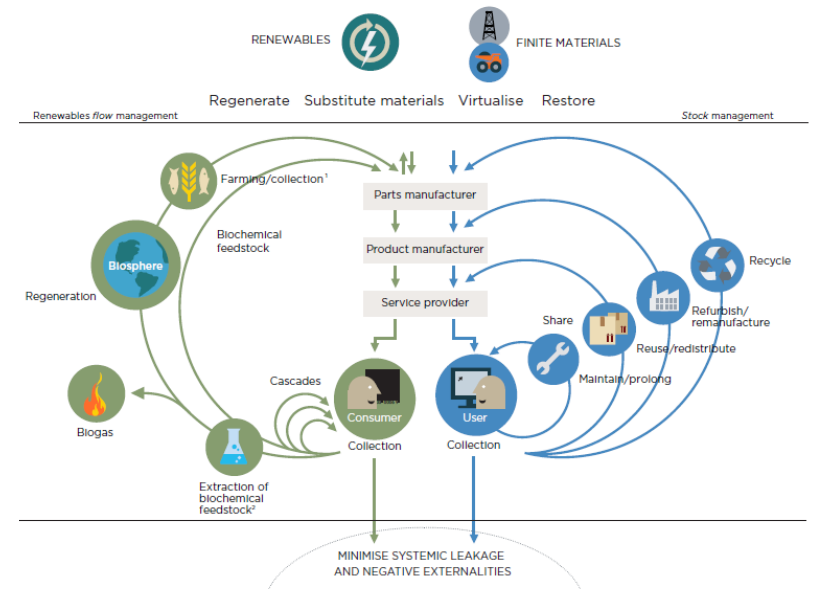 RENEWABLES
FINITE MATERIALS
Regenerate Substitute materials Virtualise Restore
Renewables flow management
Stock management
Farming/collection¹
Parts manufacturer
Biochemical
feedstock
Product manufacturer
Biosphere
Recycle
Regeneration
Service provider
Refurbish/
remanufacture
Share
Reuse/redistribute
Cascades
Maintain/prolong
Consumer
User
Biogas
Collection
Collection
Extraction of
biochemical
feedstock²
MINIMISE SYSTEMIC LEAKAGE
AND NEGATIVE EXTERNALITIES